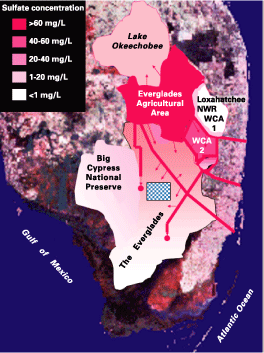 Sulfate concentration
>60 mg/L
40-60 mg/L
20-40 mg/L
1-20 mg/L
<1 mg/L
Lake
Okeechobee
Everglades
Agricultural
Area
Loxahatchee
NWR
WCA
1
WCA
2
Big
Cypress
National
Preserve
The Everglades
Gulf of Mexico
Atlantic Ocean